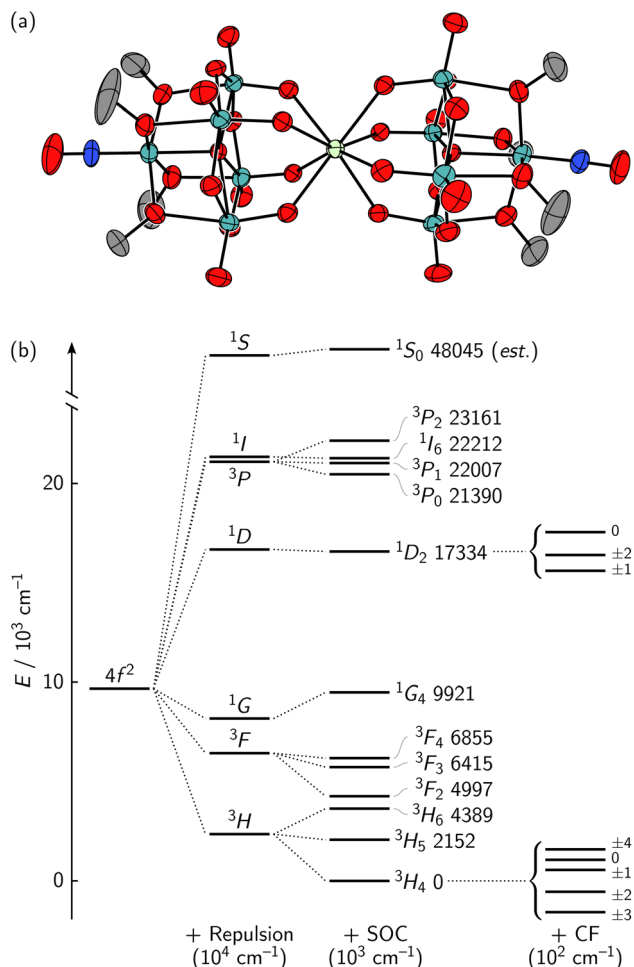 (a)
(b)
¹S
¹S₀ 48045 (est.)
³P₂ 23161
¹I
¹I₆ 22212
³P
³P₁ 22007
20
³P₀ 21390
0
¹D
¹D₂ 17334
±2
±1
E / 10³ cm⁻¹
10
4f²
¹G
¹G₄ 9921
³F
³F₄ 6855
³F₃ 6415
³F₂ 4997
³H
³H₆ 4389
³H₅ 2152
±4
0
±1
0
³H₄ 0
±2
±3
+ Repulsion
(10⁴ cm⁻¹)
+ SOC
(10³ cm⁻¹)
+ CF
(10² cm⁻¹)